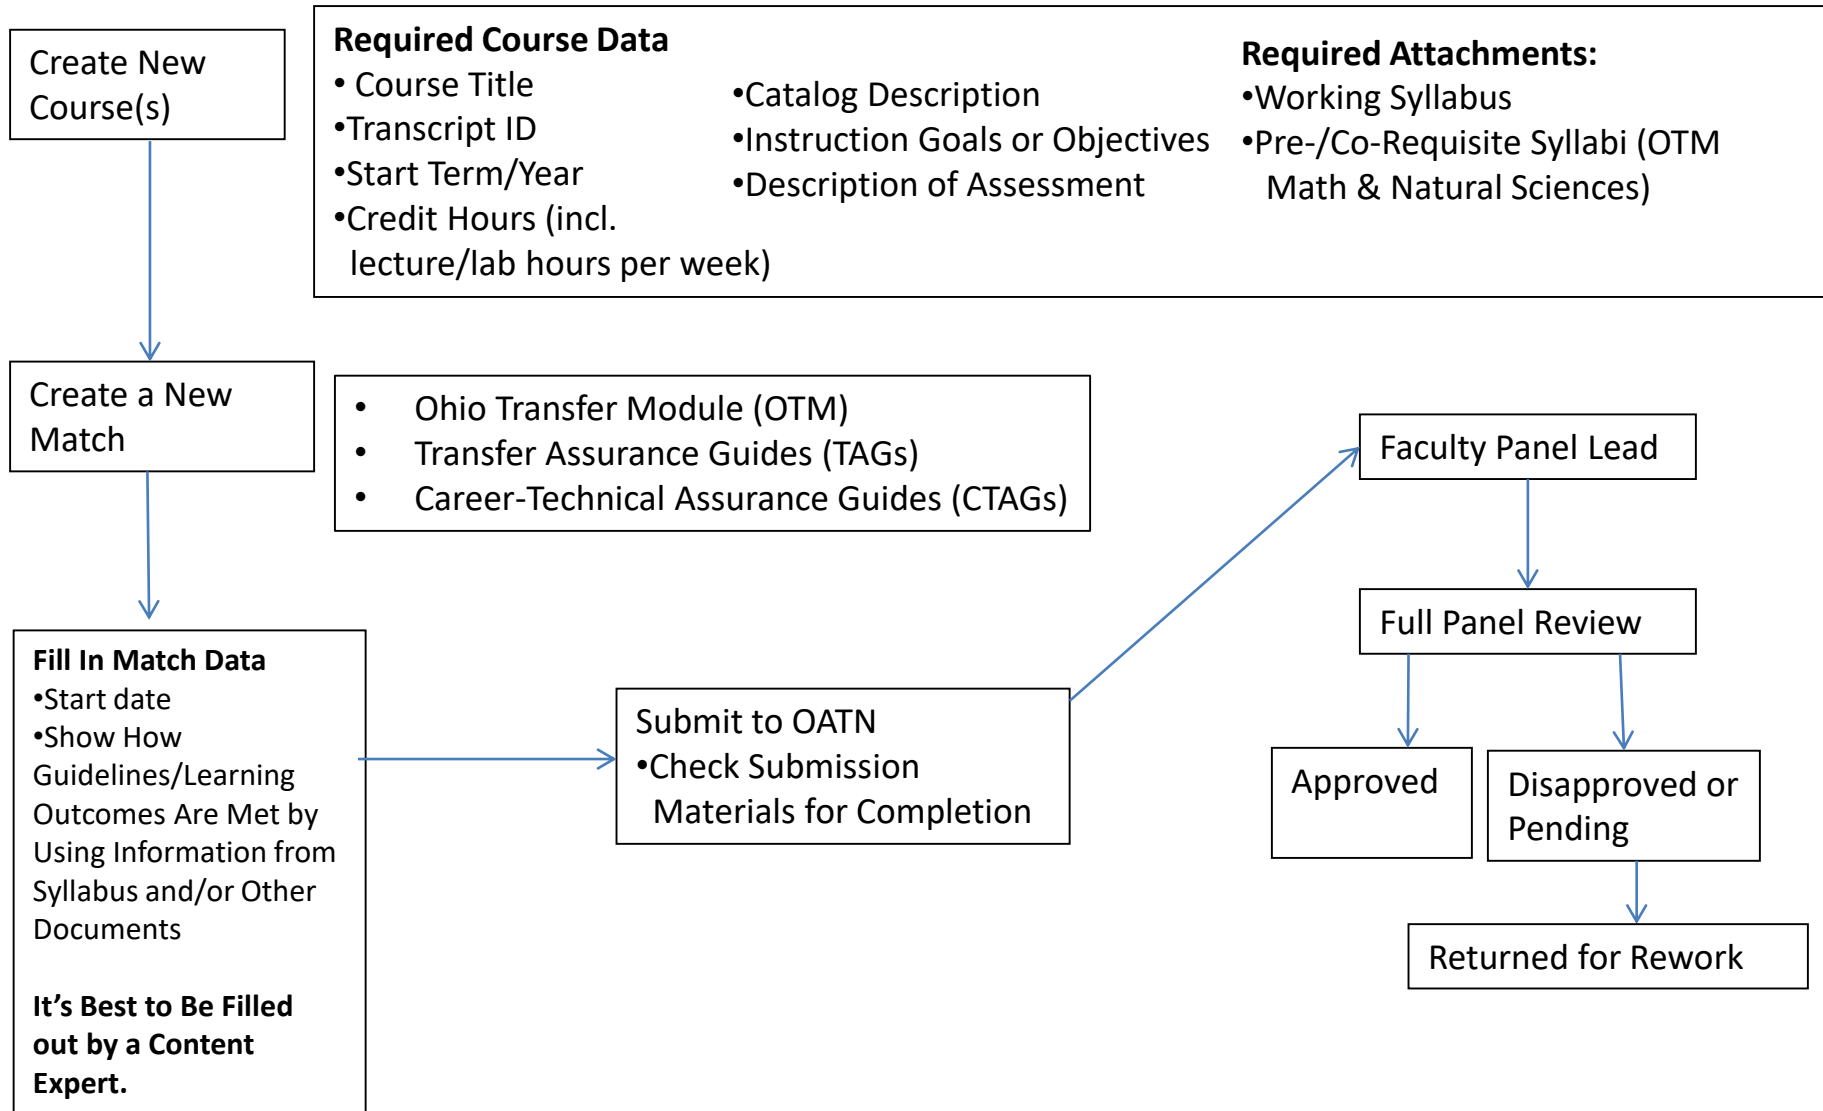 Create New
Course(s)
Required Course Data
• Course Title
•Transcript ID
•Start Term/Year
•Credit Hours (incl.
lecture/lab hours per week)
•Catalog Description
•Instruction Goals or Objectives
•Description of Assessment
Required Attachments:
•Working Syllabus
•Pre-/Co-Requisite Syllabi (OTM
Math & Natural Sciences)
Create a New
Match
• Ohio Transfer Module (OTM)
• Transfer Assurance Guides (TAGs)
• Career-Technical Assurance Guides (CTAGs)
Fill In Match Data
•Start date
•Show How
Guidelines/Learning
Outcomes Are Met by
Using Information from
Syllabus and/or Other
Documents
It’s Best to Be Filled
out by a Content
Expert.
Submit to OATN
•Check Submission
Materials for Completion
Faculty Panel Lead
Full Panel Review
Approved
Disapproved or
Pending
Returned for Rework